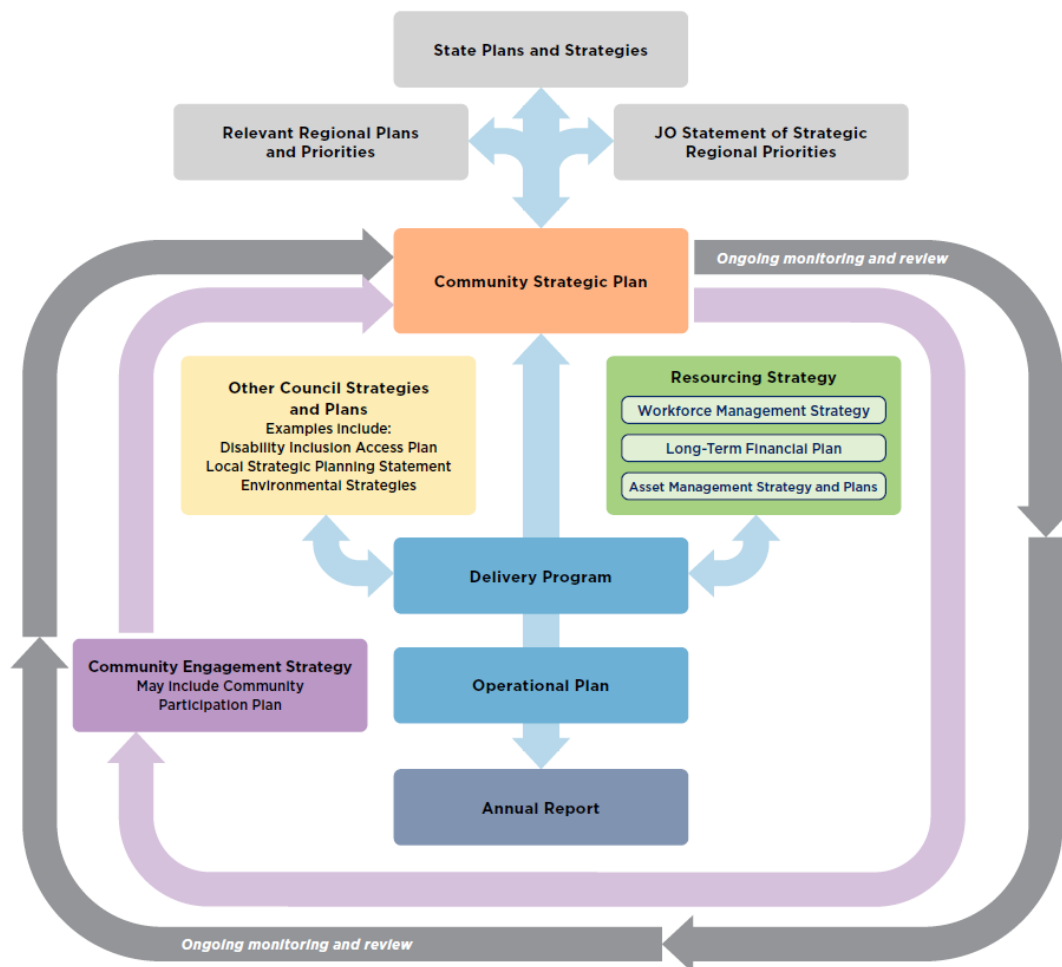 State Plans and Strategies
Relevant Regional Plans
and Priorities
JO Statement of Strategic
Regional Priorities
Community Strategic Plan
Ongoing monitoring and review
Other Council Strategies
and Plans
Examples include:
Disability Inclusion Access Plan
Local Strategic Planning Statement
Environmental Strategies
Resourcing Strategy
Workforce Management Strategy
Long-Term Financial Plan
Asset Management Strategy and Plans
Delivery Program
Community Engagement Strategy
May include Community
Participation Plan
Operational Plan
Annual Report
Ongoing monitoring and review